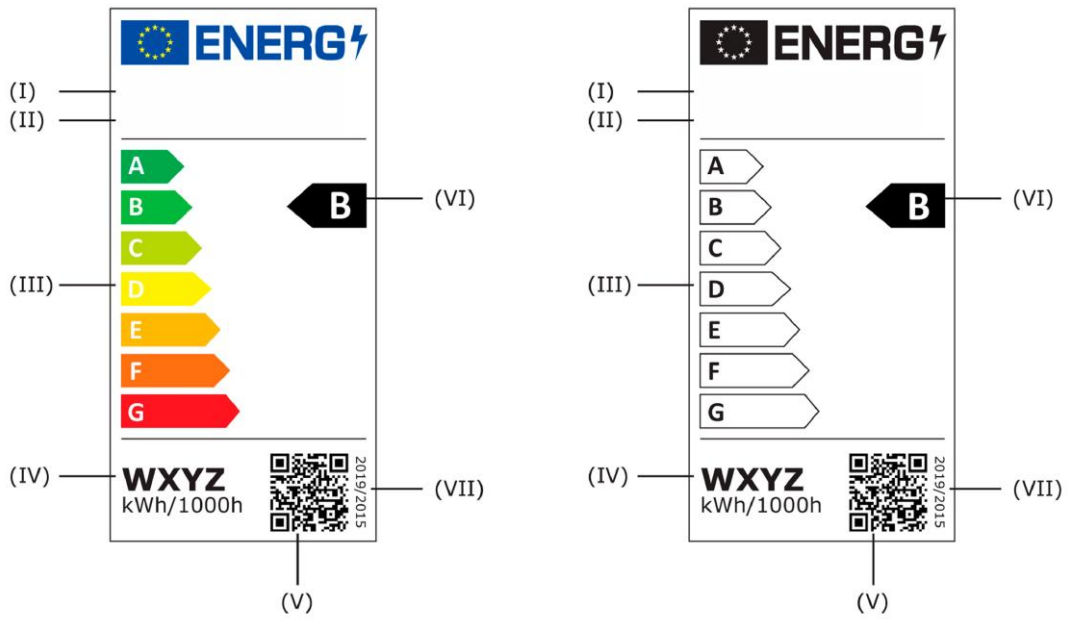 ENERG
(I)
(II)
A
B
B
(VI)
C
(III)
D
E
F
G
(IV)
WXYZ
kWh/1000h
2019/2015
(VII)
(V)
ENERG
(I)
(II)
A
B
B
(VI)
C
(III)
D
E
F
G
(IV)
WXYZ
kWh/1000h
2019/2015
(VII)
(V)